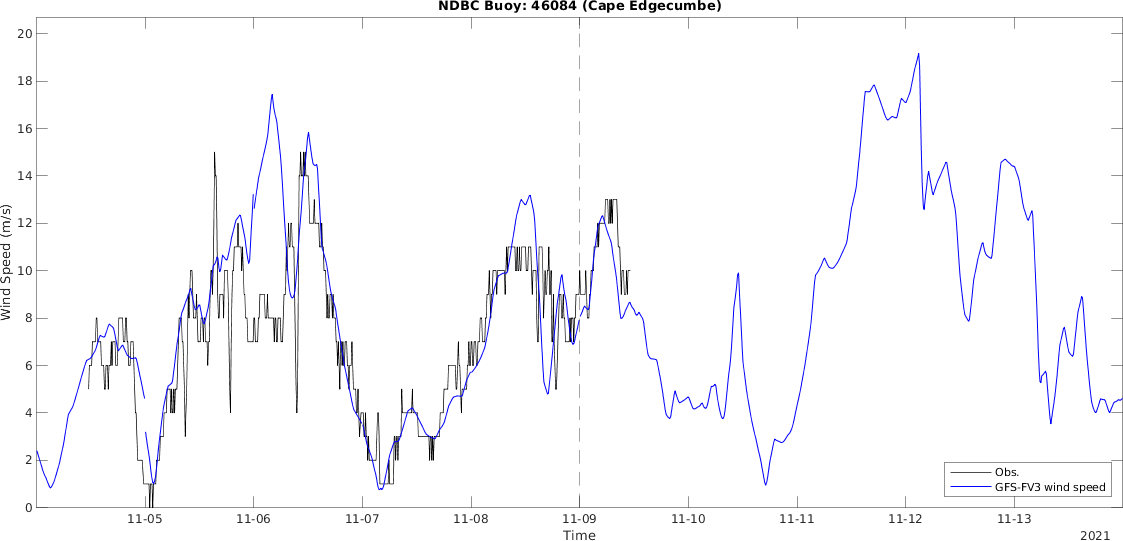 NDBC Buoy: 46084 (Cape Edgecumbe)
Wind Speed (m/s)
20
18
16
14
12
10
8
6
4
2
0
11-05 11-06 11-07 11-08 11-09 11-10 11-11 11-12 11-13
Time
2021
Obs.
GFS-FV3 wind speed